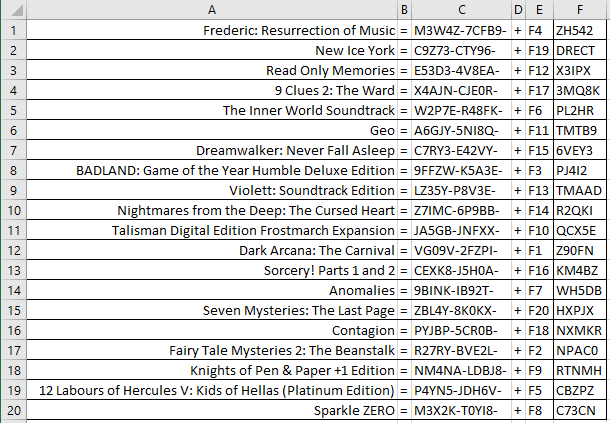 A B C D E F
1 Frederic: Resurrection of Music = M3W4Z-7CFB9- + F4 ZH542
2 New Ice York = C9Z73-CTY96- + F19 DRECT
3 Read Only Memories = E53D3-4V8EA- + F12 X3IPX
4 9 Clues 2: The Ward = X4AJN-CJE0R- + F17 3MQ8K
5 The Inner World Soundtrack = W2P7E-R48FK- + F6 PL2HR
6 Geo = A6GJY-5NI8Q- + F11 TMTB9
7 Dreamwalker: Never Fall Asleep = C7RY3-E42VY- + F15 6VEY3
8 BADLAND: Game of the Year Humble Deluxe Edition = 9FFZW-K5A3E- + F3 PJ4I2
9 Violett: Soundtrack Edition = LZ35Y-P8V3E- + F13 TMAAD
10 Nightmares from the Deep: The Cursed Heart = Z7IMC-6P9BB- + F14 R2QKI
11 Talisman Digital Edition Frostmarch Expansion = JA5GB-JNFXX- + F10 QCX5E
12 Dark Arcana: The Carnival = VG09V-2FZPI- + F1 Z90FN
13 Sorcery! Parts 1 and 2 = CEXK8-J5H0A- + F16 KM4BZ
14 Anomalies = 9BINK-IB92T- + F7 WH5DB
15 Seven Mysteries: The Last Page = ZBL4Y-8K0KX- + F20 HXPJX
16 Contagion = PYJBP-5CR0B- + F18 NXMKR
17 Fairy Tale Mysteries 2: The Beanstalk = R27RY-BVE2L- + F2 NPAC0
18 Knights of Pen & Paper +1 Edition = NM4NA-LDBJ8- + F9 RTNMH
19 12 Labours of Hercules V: Kids of Hellas (Platinum Edition) = P4YN5-JDH6V- + F5 CBZPZ
20 Sparkle ZERO = M3X2K-T0YI8- + F8 C73CN